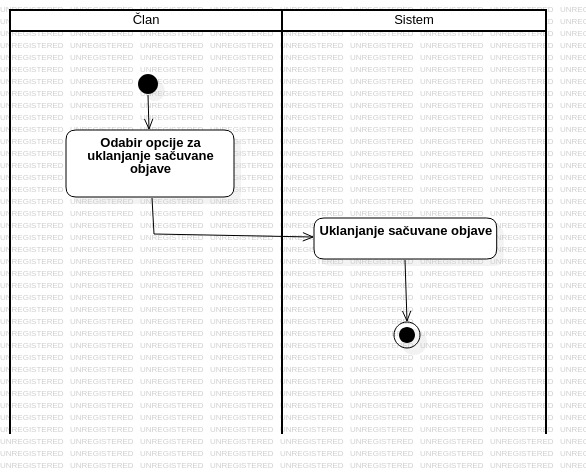 Član
Sistem
Odabir opcije za
uklanjanje sačuvane
objave
Uklanjanje sačuvane objave